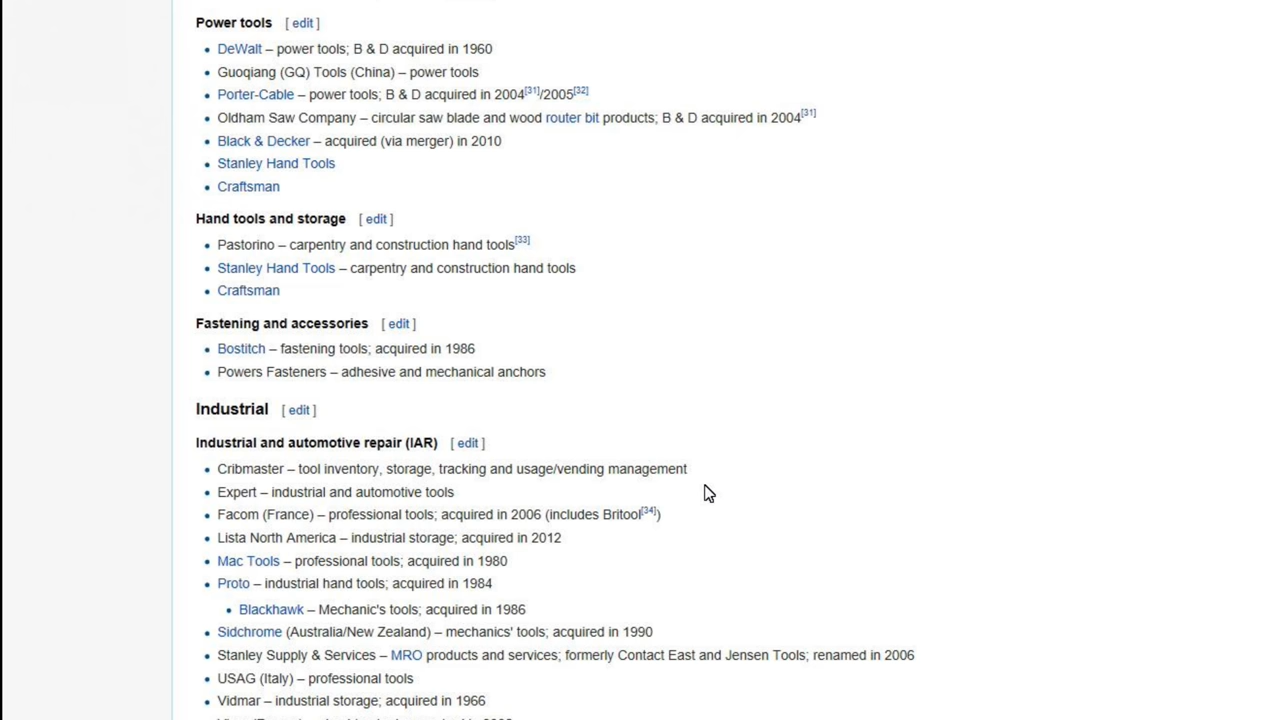 Power tools [ edit ]
DeWalt – power tools; B & D acquired in 1960
Guoqiang (GQ) Tools (China) – power tools
Porter-Cable – power tools; B & D acquired in 2004[31]/2005[32]
Oldham Saw Company – circular saw blade and wood router bit products; B & D acquired in 2004[31]
Black & Decker – acquired (via merger) in 2010
Stanley Hand Tools
Craftsman
Hand tools and storage [ edit ]
Pastorino – carpentry and construction hand tools[33]
Stanley Hand Tools – carpentry and construction hand tools
Craftsman
Fastening and accessories [ edit ]
Bostitch – fastening tools; acquired in 1986
Powers Fasteners – adhesive and mechanical anchors
Industrial [ edit ]
Industrial and automotive repair (IAR) [ edit ]
Cribmaster – tool inventory, storage, tracking and usage/vending management
Expert – industrial and automotive tools
Facom (France) – professional tools; acquired in 2006 (includes Britool[34])
Lista North America – industrial storage; acquired in 2012
Mac Tools – professional tools; acquired in 1980
Proto – industrial hand tools; acquired in 1984
Blackhawk – Mechanic's tools; acquired in 1986
Sidchrome (Australia/New Zealand) – mechanics' tools; acquired in 1990
Stanley Supply & Services – MRO products and services; formerly Contact East and Jensen Tools; renamed in 2006
USAG (Italy) – professional tools
Vidmar – industrial storage; acquired in 1966